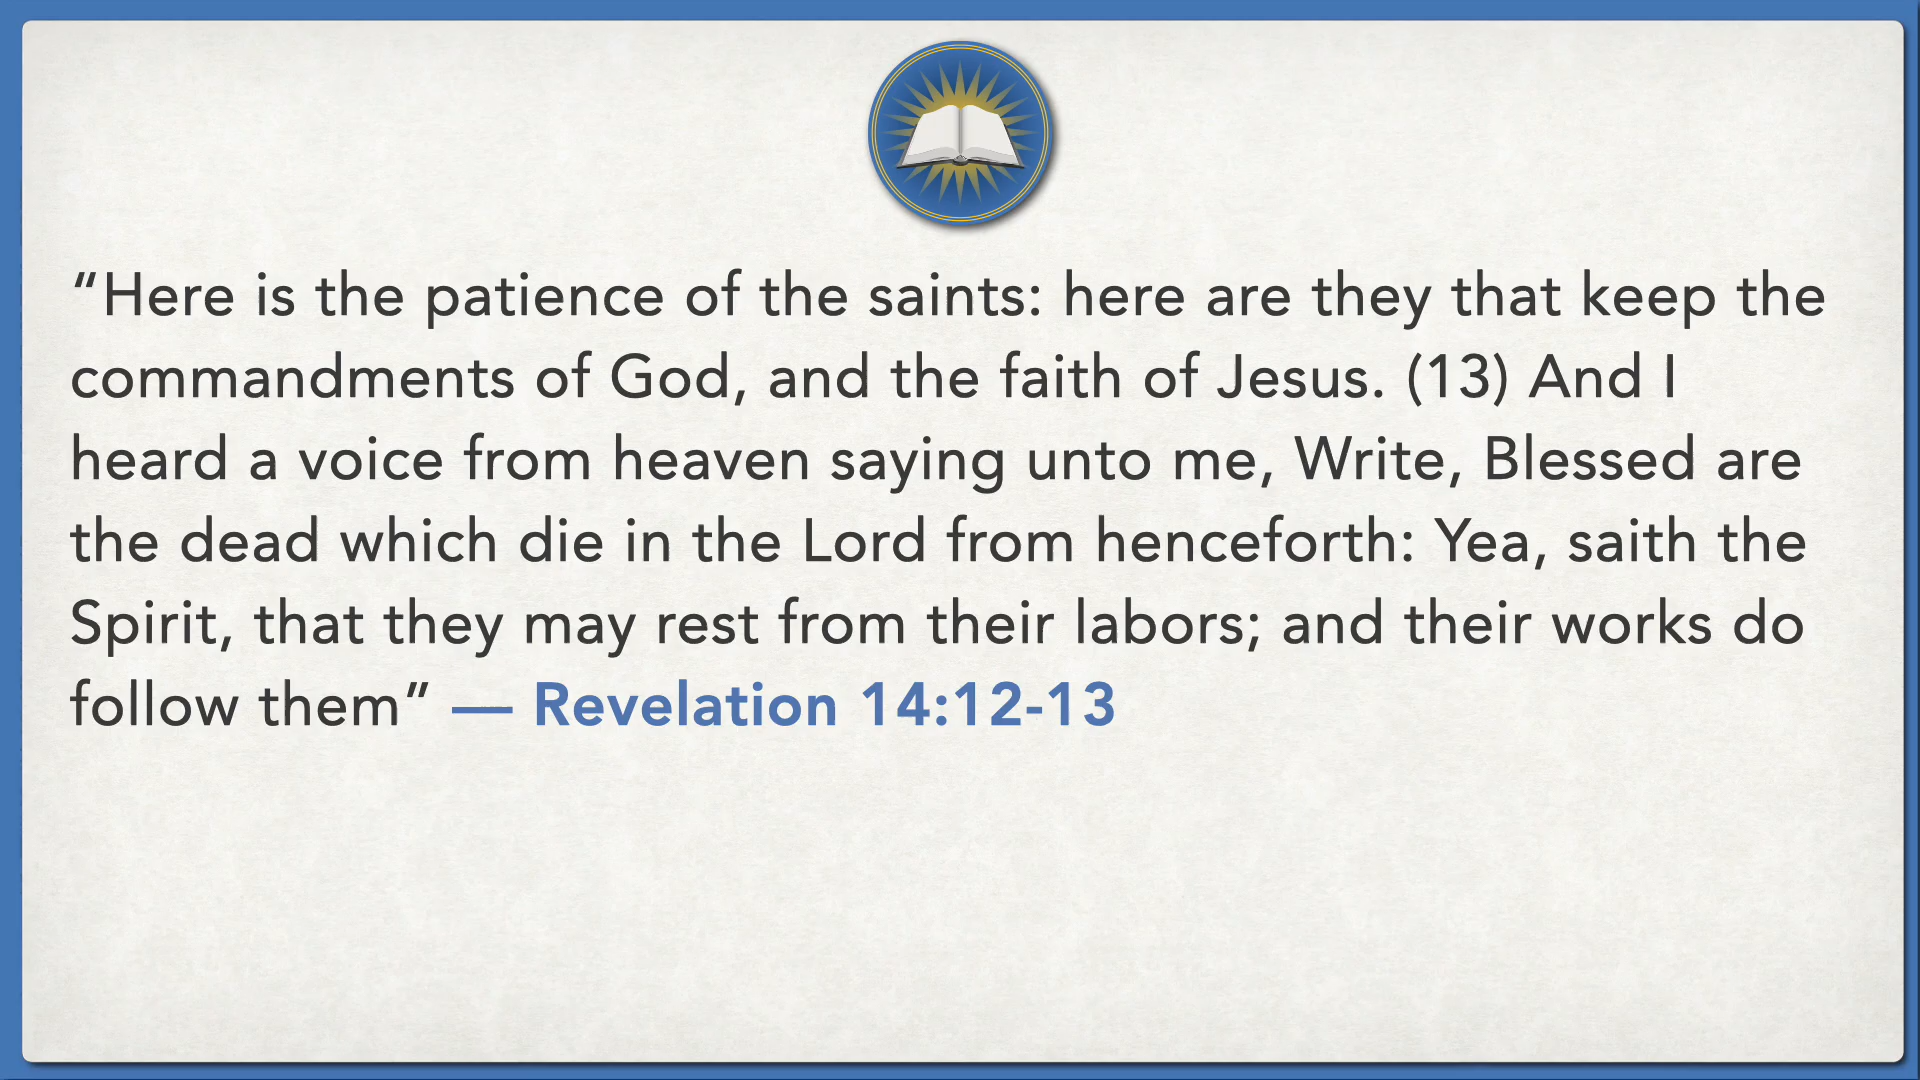 “Here is the patience of the saints: here are they that keep the
commandments of God, and the faith of Jesus. (13) And I
heard a voice from heaven saying unto me, Write, Blessed are
the dead which die in the Lord from henceforth: Yea, saith the
Spirit, that they may rest from their labors; and their works do
follow them” — Revelation 14:12-13